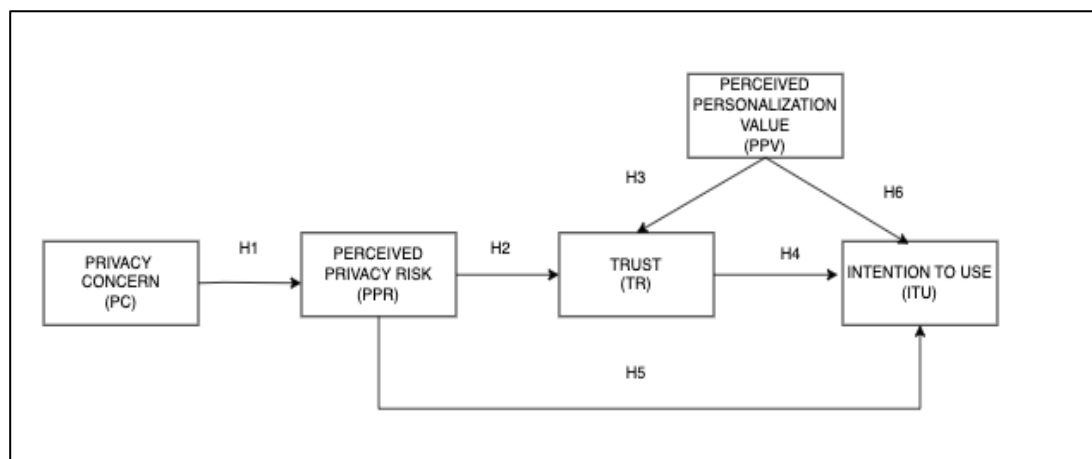 PERCEIVED
PERSONALIZATION
VALUE
(PPV)
H3
H6
PRIVACY
CONCERN
(PC)
H1
PERCEIVED
PRIVACY RISK
(PPR)
H2
TRUST
(TR)
H4
INTENTION TO USE
(ITU)
H5